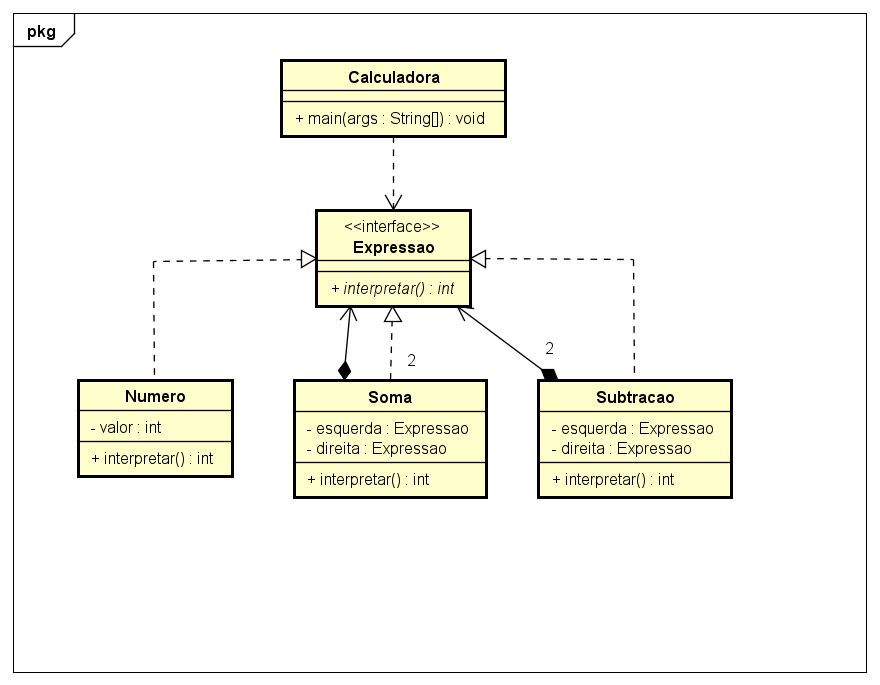 pkg
Calculadora
+ main(args : String[]) : void
<<interface>>
Expressao
+ interpretar() : int
2
2
Numero
- valor : int
+ interpretar() : int
Soma
- esquerda : Expressao
- direita : Expressao
+ interpretar() : int
Subtracao
- esquerda : Expressao
- direita : Expressao
+ interpretar() : int